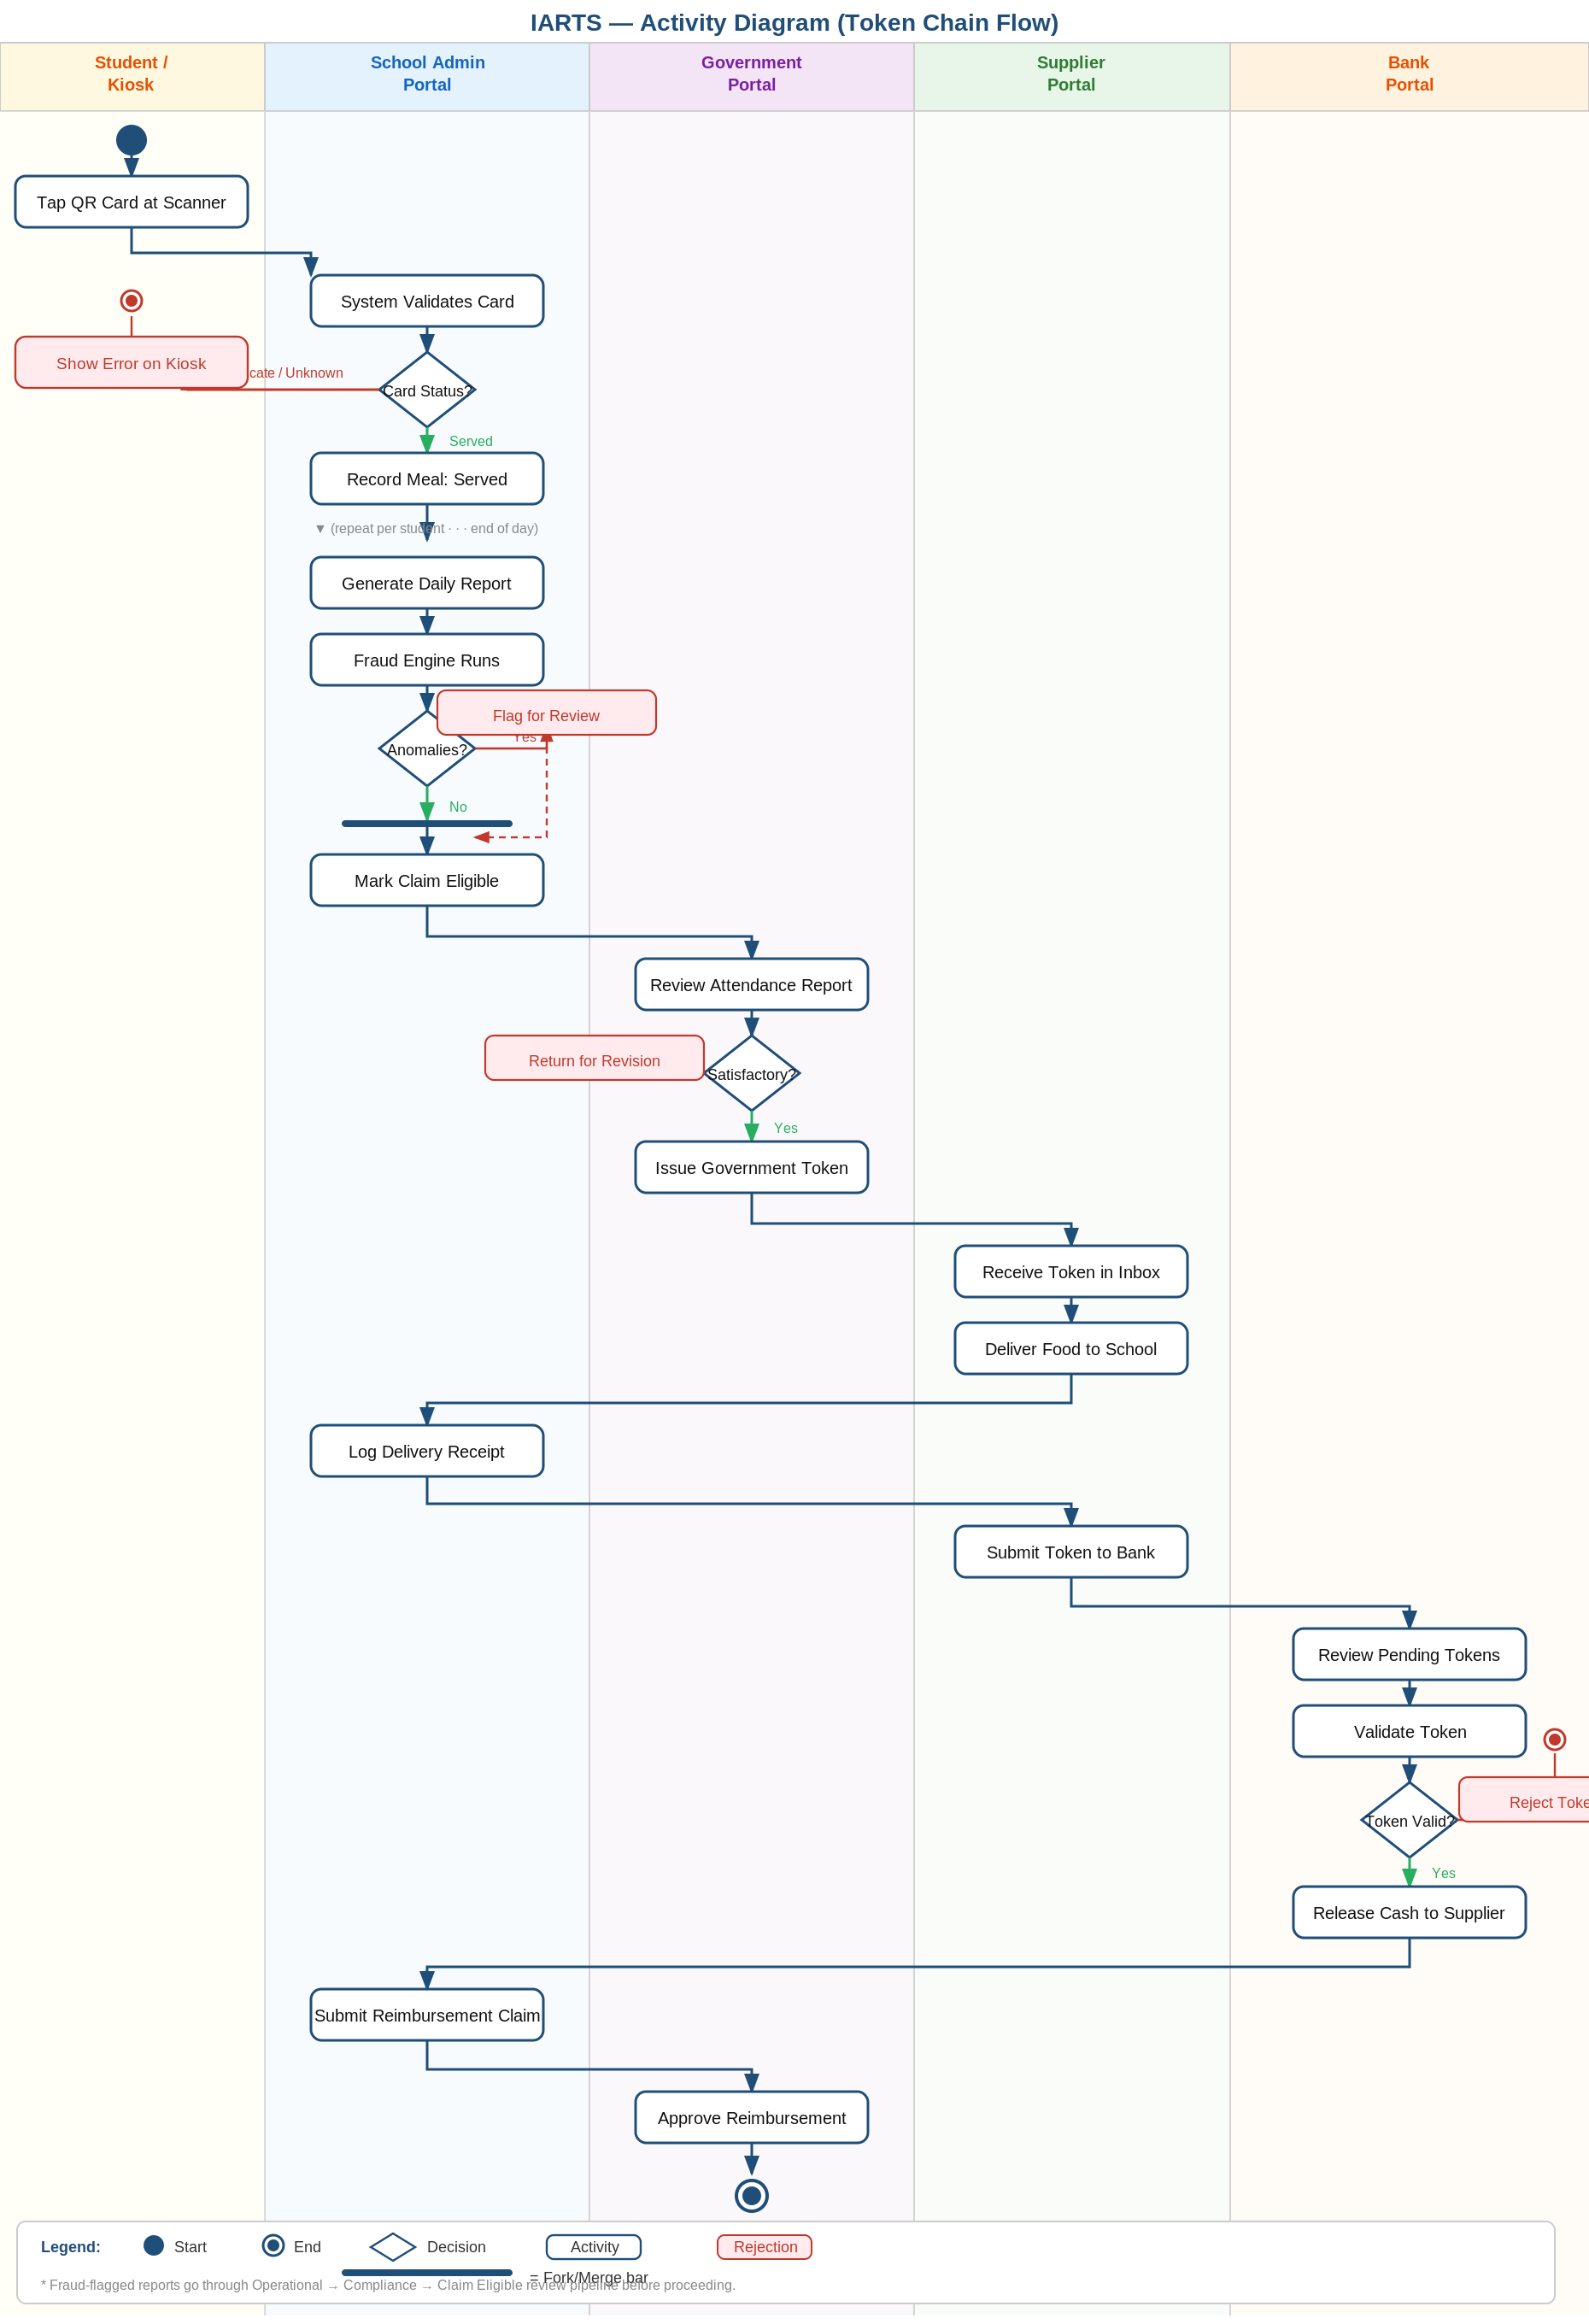 IARTS — Activity Diagram (Token Chain Flow)
Student /
Kiosk
School Admin
Portal
Government
Portal
Supplier
Portal
Bank
Portal
Tap QR Card at Scanner
System Validates Card
Show Error on Kiosk
cate / Unknown
Card Status?
Served
Record Meal: Served
▼ (repeat per student · · · end of day)
Generate Daily Report
Fraud Engine Runs
Flag for Review
Yes
Anomalies?
No
Mark Claim Eligible
Review Attendance Report
Return for Revision
Satisfactory?
Yes
Issue Government Token
Receive Token in Inbox
Deliver Food to School
Log Delivery Receipt
Submit Token to Bank
Review Pending Tokens
Validate Token
Reject Toke
Token Valid?
Yes
Release Cash to Supplier
Submit Reimbursement Claim
Approve Reimbursement
Legend:
Start
End
Decision
Activity
Rejection
= Fork/Merge bar
* Fraud-flagged reports go through Operational → Compliance → Claim Eligible review pipeline before proceeding.